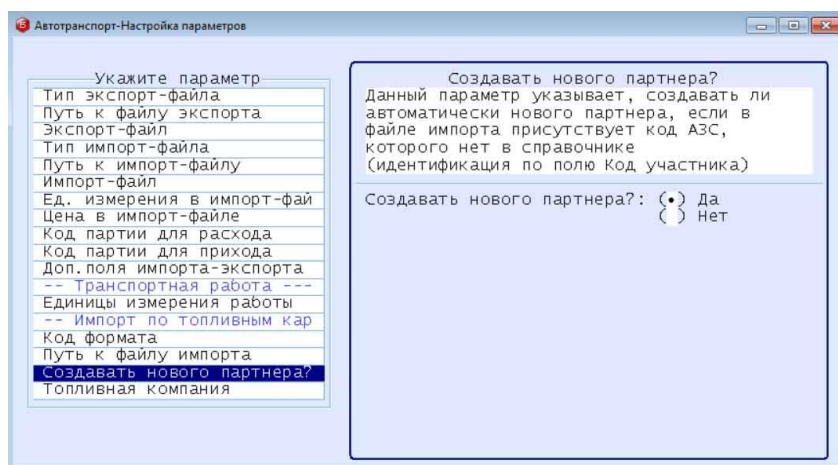 Автотранспорт-Настройка параметров
Укажите параметр
Тип экспорт-файла
Путь к файлу экспорта
Экспорт-файл
Тип импорт-файла
Путь к импорт-файлу
Импорт-файл
Ед. измерения в импорт-фай
Цена в импорт-файле
Код партии для расхода
Код партии для прихода
Доп.поля импорта-экспорта
-- Транспортная работа ---
Единицы измерения работы
-- Импорт по топливным кар
Код формата
Путь к файлу импорта
Создавать нового партнера?
Топливная компания
Создавать нового партнера?
Данный параметр указывает, создавать ли
автоматически нового партнера, если в
файле импорта присутствует код АЗС,
которого нет в справочнике
(идентификация по полю Код участника)
Создавать нового партнера?: (•) Да
( ) Нет